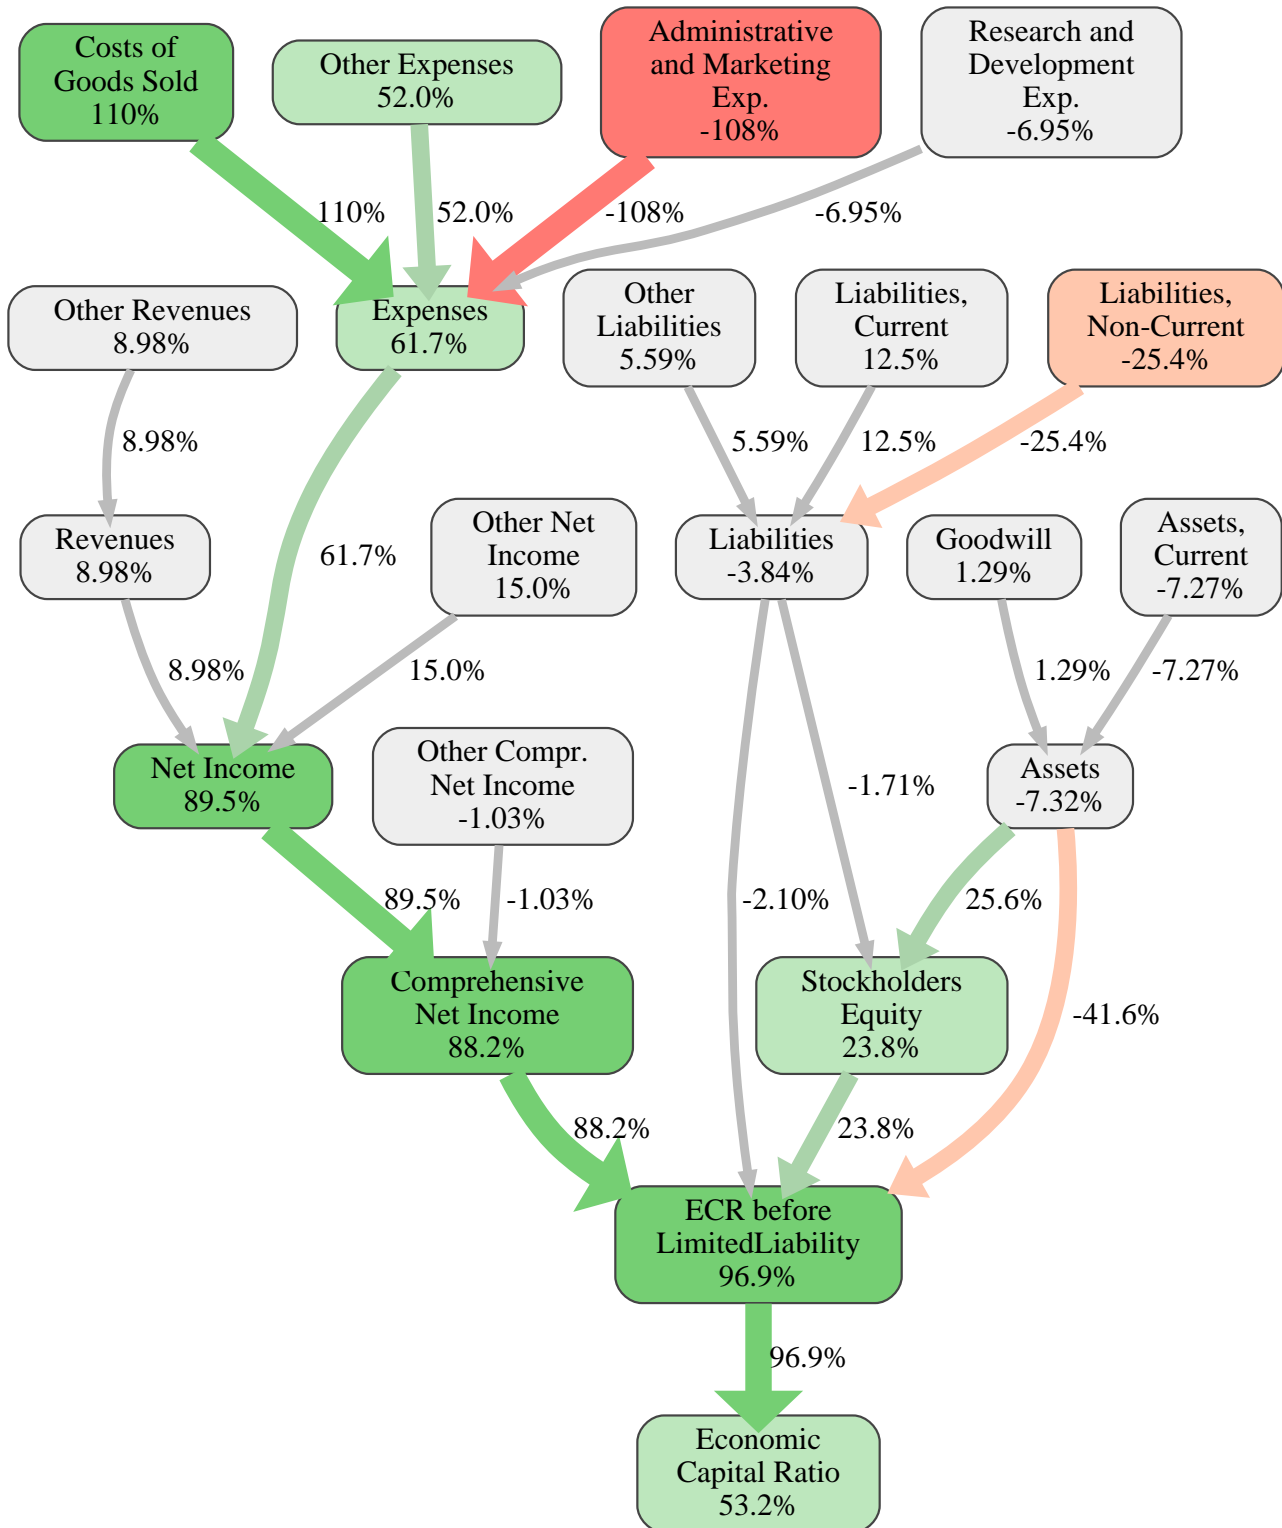 Costs of
Goods Sold
110%
Other Expenses
52.0%
Administrative
and Marketing
Exp.
-108%
Research and
Development
Exp.
-6.95%
110%
52.0%
-108%
-6.95%
Other Revenues
8.98%
Expenses
61.7%
Other
Liabilities
5.59%
Liabilities,
Current
12.5%
Liabilities,
Non-Current
-25.4%
8.98%
5.59%
12.5%
-25.4%
61.7%
Revenues
8.98%
Other Net
Income
15.0%
Liabilities
-3.84%
Goodwill
1.29%
Assets,
Current
-7.27%
8.98%
15.0%
1.29%
-7.27%
Net Income
89.5%
Other Compr.
Net Income
-1.03%
-1.71%
Assets
-7.32%
89.5%
-1.03%
-2.10%
25.6%
-41.6%
Comprehensive
Net Income
88.2%
Stockholders
Equity
23.8%
88.2%
23.8%
ECR before
LimitedLiability
96.9%
96.9%
Economic
Capital Ratio
53.2%